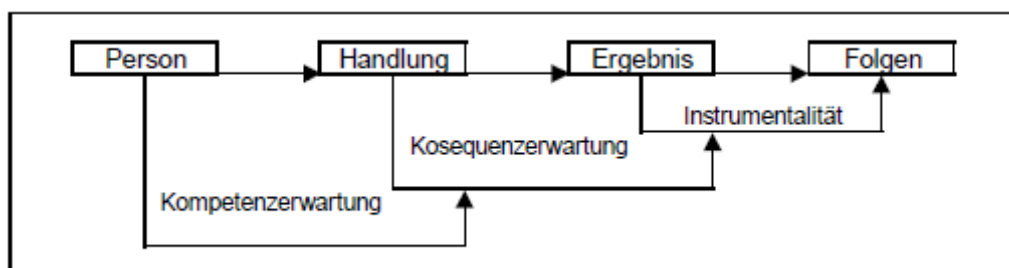 Person Handlung Ergebnis Folgen
Instrumentalität
Kosequenzerwartung
Kompetenzerwartung